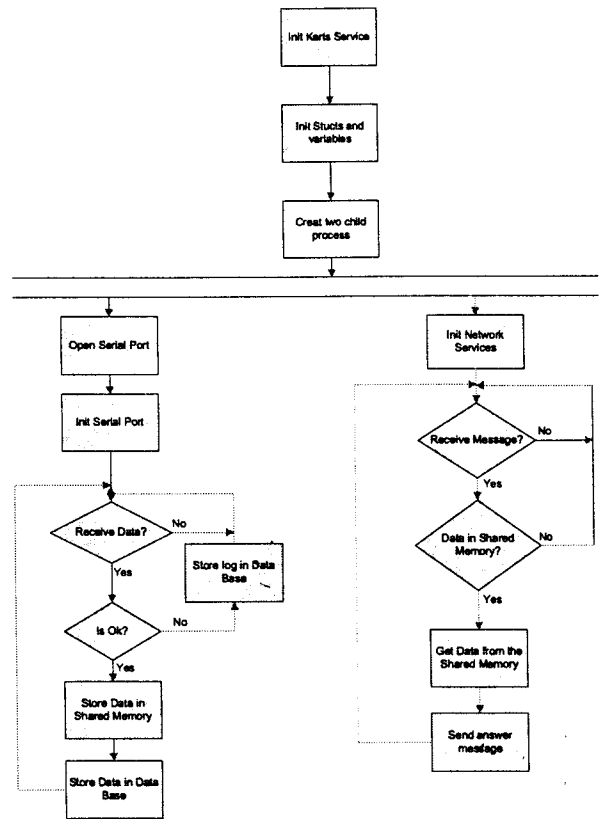 Init Karts Service
Init Stucts and
variables
Creat two child
process
Open Serial Port
Init Serial Port
Receive Data?
No
Yes
Store log in Data
Base
Is Ok?
No
Yes
Store Data in
Shared Memory
Store Data in Data
Base
Init Network
Services
Receive Message?
No
Yes
Data in Shared
Memory?
No
Yes
Get Data from the
Shared Memory
Send answer
message